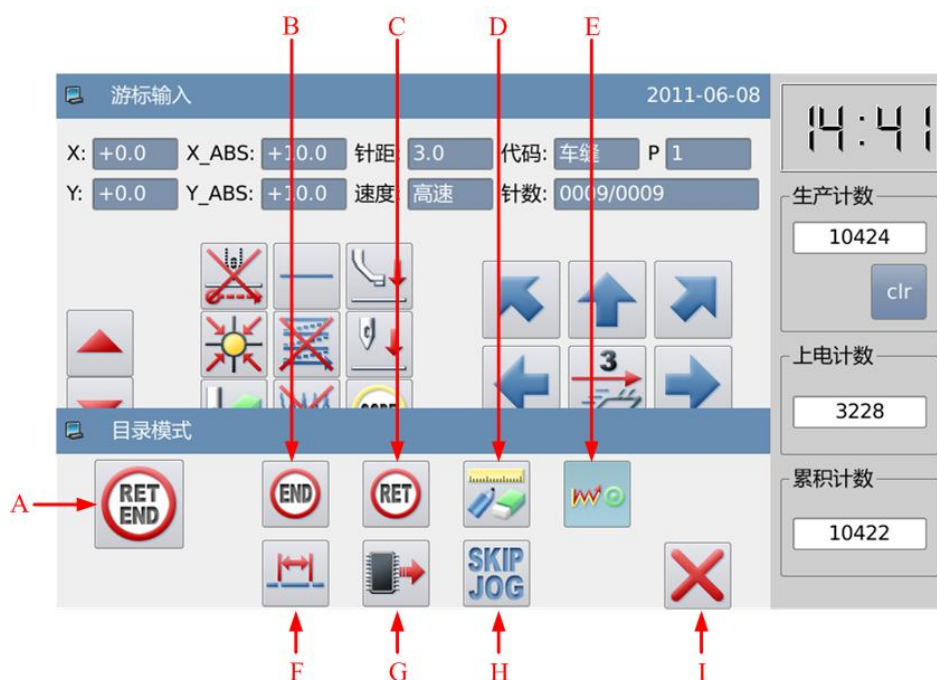 B C D E
游标输入 2011-06-08
14:41
X: +0.0 X_ABS: +10.0 针距: 3.0 代码: 车缝 P 1
Y: +0.0 Y_ABS: +10.0 速度: 高速 针数: 0009/0009
生产计数
10424
clr
3
上电计数
3228
目录模式
A RET END
END
RET
累积计数
10422
SKIP JOG
F G H I